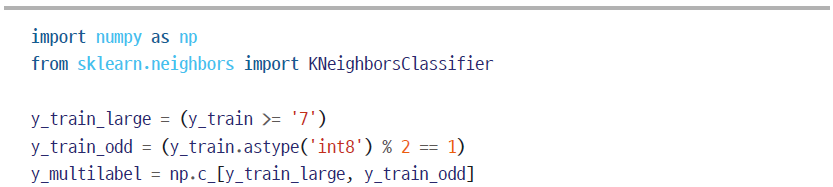 import numpy as np
from sklearn.neighbors import KNeighborsClassifier
y_train_large = (y_train >= '7')
y_train_odd = (y_train.astype('int8') % 2 == 1)
y_multilabel = np.c_[y_train_large, y_train_odd]